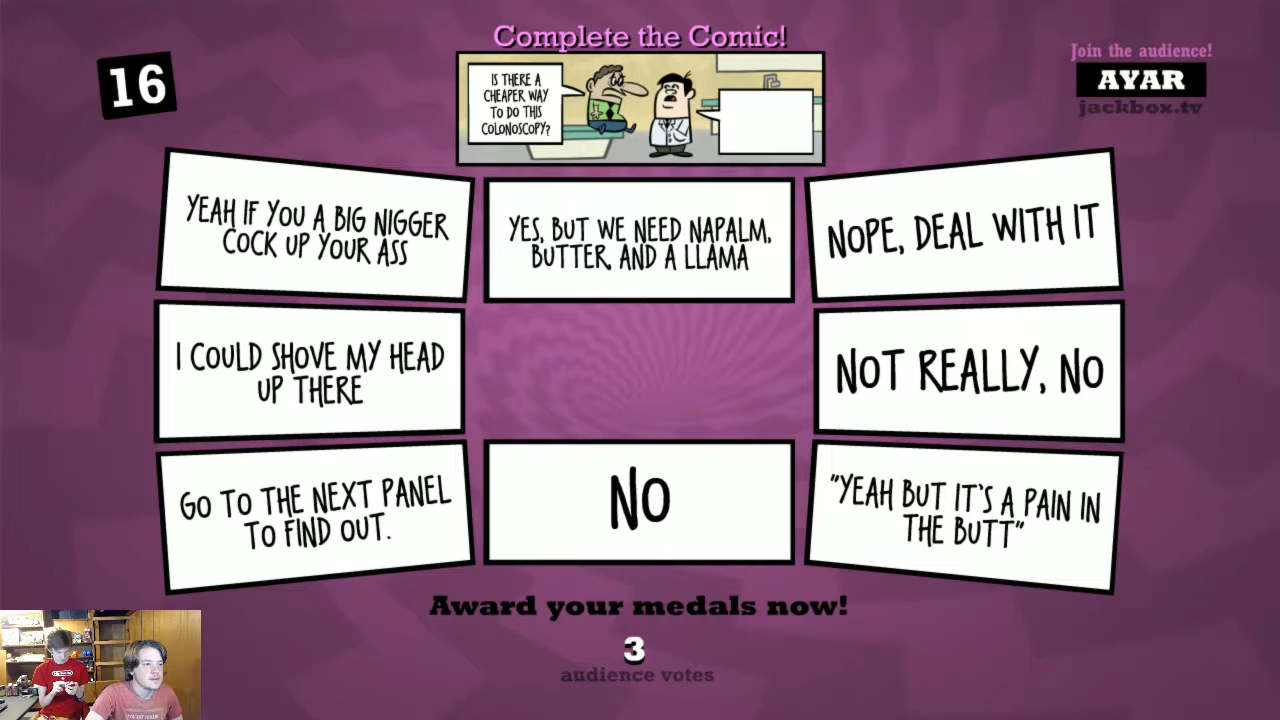 Complete the Comic!
16
IS THERE A
CHEAPER WAY
TO DO THIS
COLONOSCOPY?
Join the audience!
AYAR
jackbox.tv
YEAH IF YOU A BIG NIGGER
COCK UP YOUR ASS
YES, BUT WE NEED NAPALM,
BUTTER, AND A LLAMA
NOPE, DEAL WITH IT
I COULD SHOVE MY HEAD
UP THERE
NOT REALLY, NO
GO TO THE NEXT PANEL
TO FIND OUT.
NO
"YEAH BUT IT'S A PAIN IN
THE BUTT"
Award your medals now!
3
audience votes